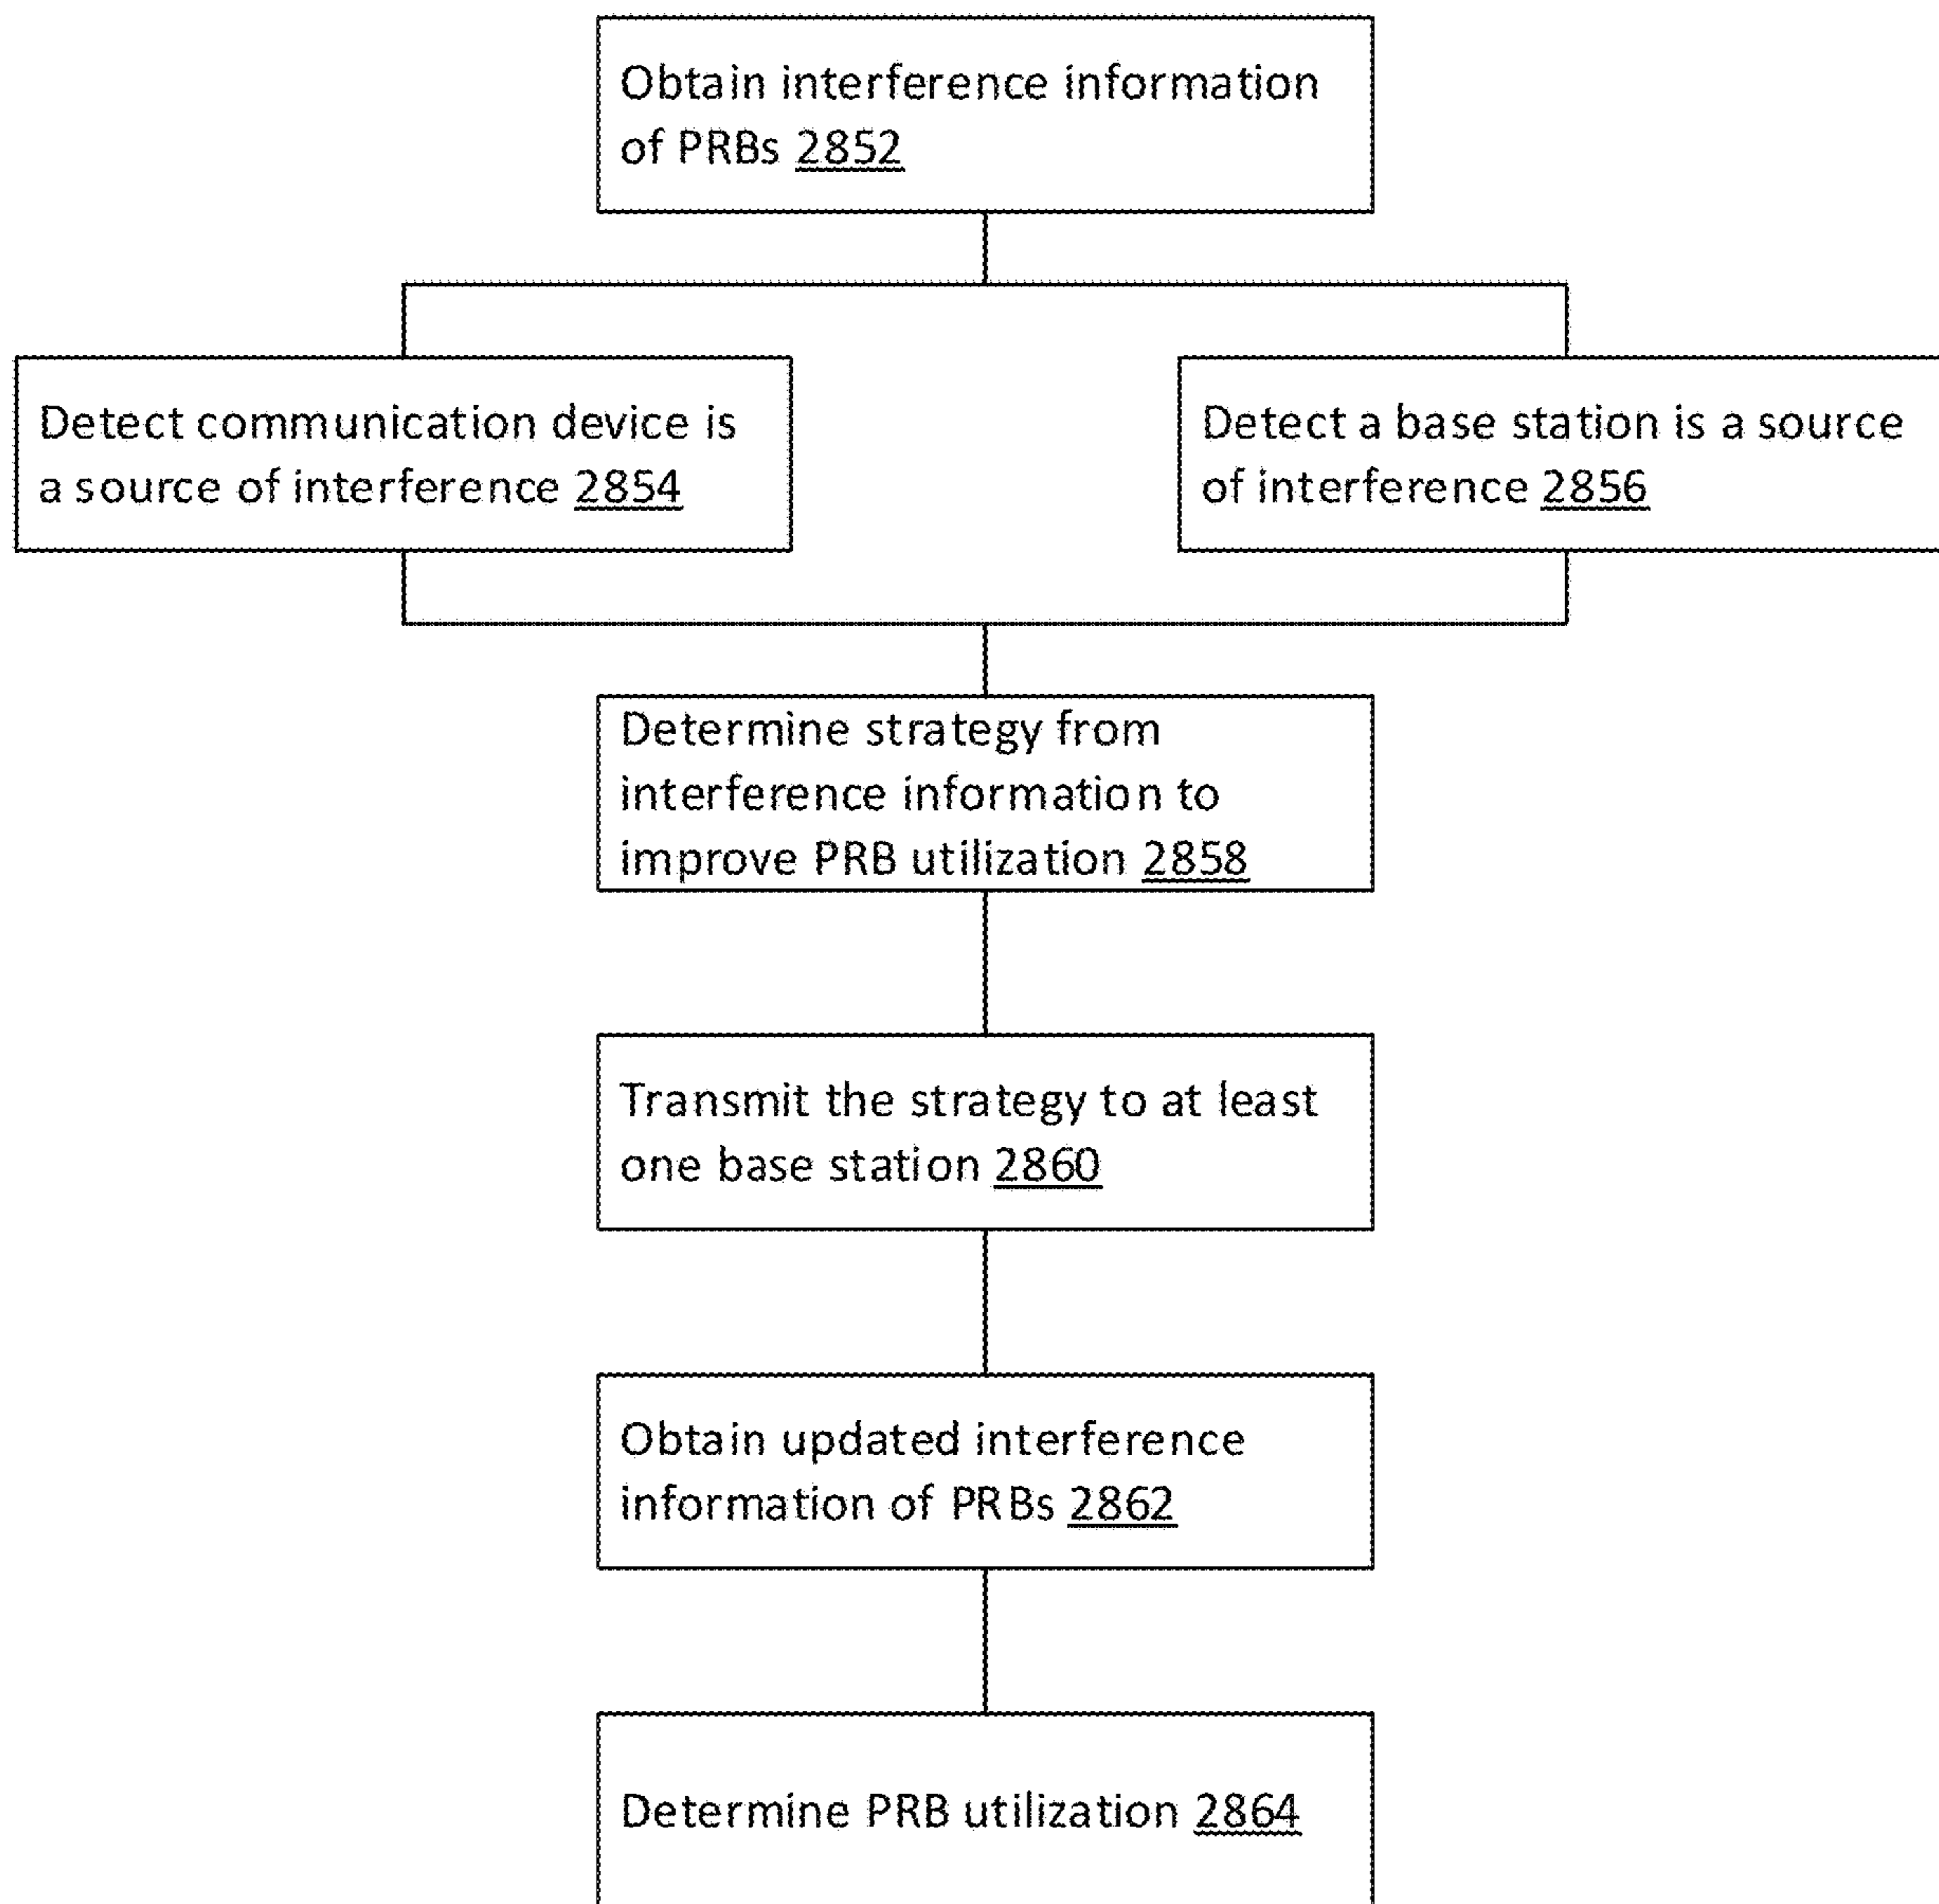 Obtain interference information
of PRBs 2852
Detect communication device is
a source of interference 2854
Detect a base station is a source
of interference 2856
Determine strategy from
interference information to
improve PRB utilization 2858
Transmit the strategy to at least
one base station 2860
Obtain updated interference
information of PRBs 2862
Determine PRB utilization 2864